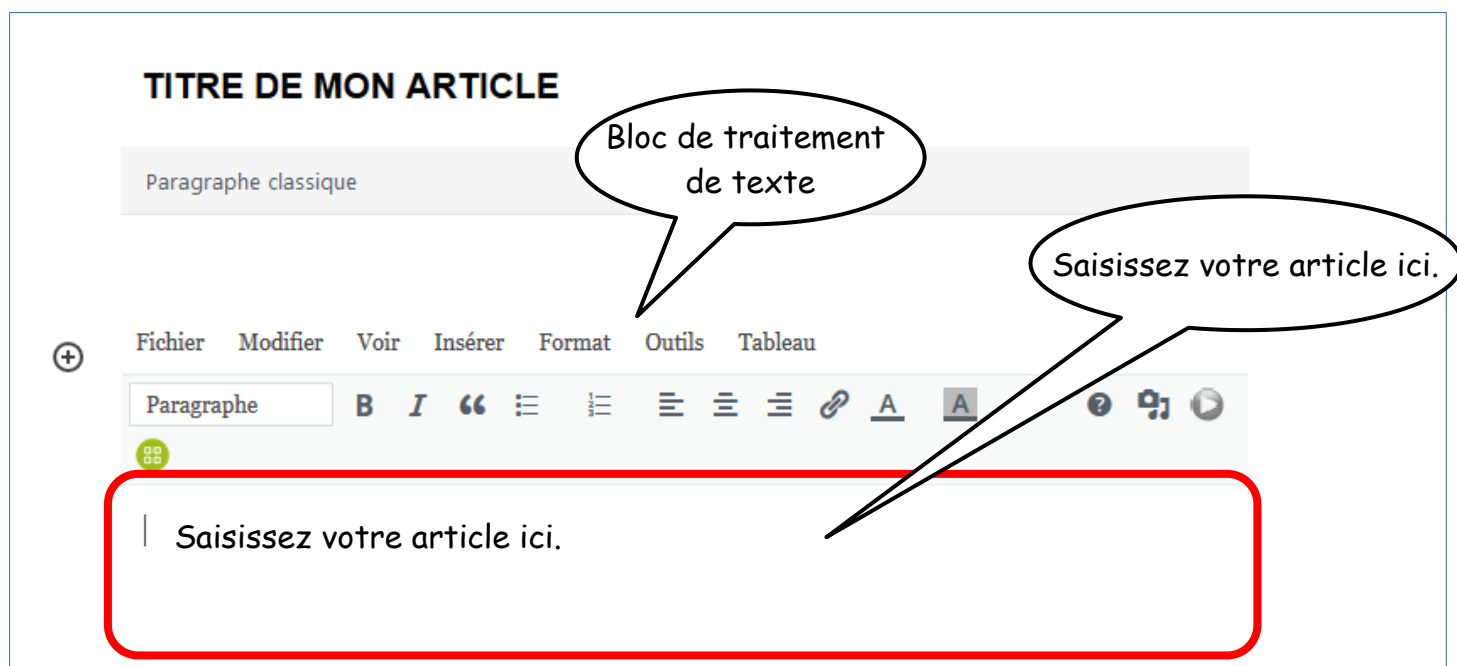 TITRE DE MON ARTICLE
Bloc de traitement
de texte
Paragraphe classique
Saisissez votre article ici.
Fichier Modifier Voir Insérer Format Outils Tableau
Paragraphe B I A A
Saisissez votre article ici.